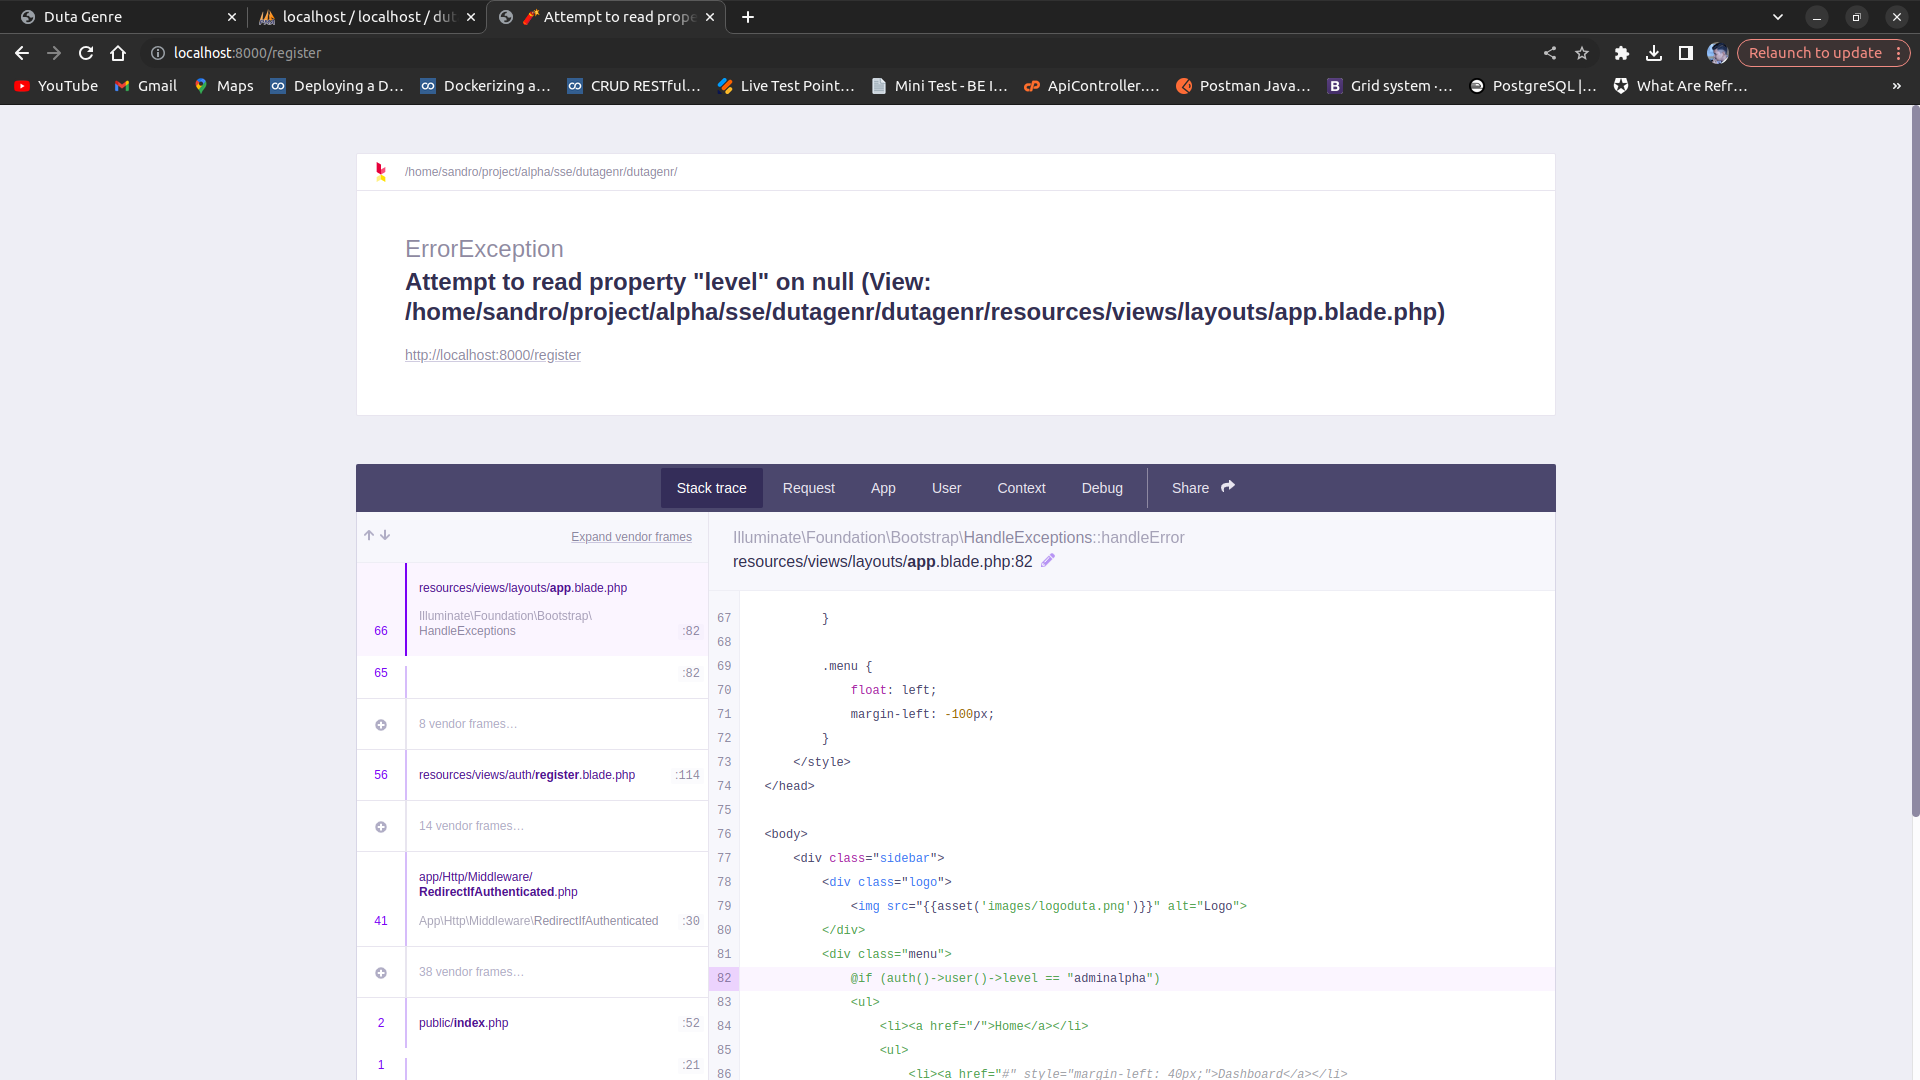 Duta Genre
localhost / localhost / dut
Attempt to read prope
localhost:8000/register
Relaunch to update
YouTube
Gmail
Maps
Deploying a D…
Dockerizing a…
CRUD RESTful…
Live Test Point…
Mini Test - BE I…
ApiController.…
Postman Java…
Grid system ·…
PostgreSQL |…
What Are Refr…
»
/home/sandro/project/alpha/sse/dutagenr/dutagenr/
ErrorException
Attempt to read property "level" on null (View:
/home/sandro/project/alpha/sse/dutagenr/dutagenr/resources/views/layouts/app.blade.php)
http://localhost:8000/register
Stack trace
Request
App
User
Context
Debug
Share
Expand vendor frames
resources/views/layouts/app.blade.php
Illuminate\Foundation\Bootstrap\
66 HandleExceptions :82
65 :82
8 vendor frames…
56 resources/views/auth/register.blade.php :114
14 vendor frames…
app/Http/Middleware/
RedirectIfAuthenticated.php
41 App\Http\Middleware\RedirectIfAuthenticated :30
38 vendor frames…
2 public/index.php :52
1 :21
Illuminate\Foundation\Bootstrap\HandleExceptions::handleError
resources/views/layouts/app.blade.php:82
67 }
68
69 .menu {
70 float: left;
71 margin-left: -100px;
72 }
73 </style>
74 </head>
75
76 <body>
77 <div class="sidebar">
78 <div class="logo">
79 <img src="{{asset('images/logoduta.png')}}" alt="Logo">
80 </div>
81 <div class="menu">
82 @if (auth()->user()->level == "adminalpha")
83 <ul>
84 <li><a href="/">Home</a></li>
85 <ul>
86 <li><a href="#" style="margin-left: 40px;">Dashboard</a></li>